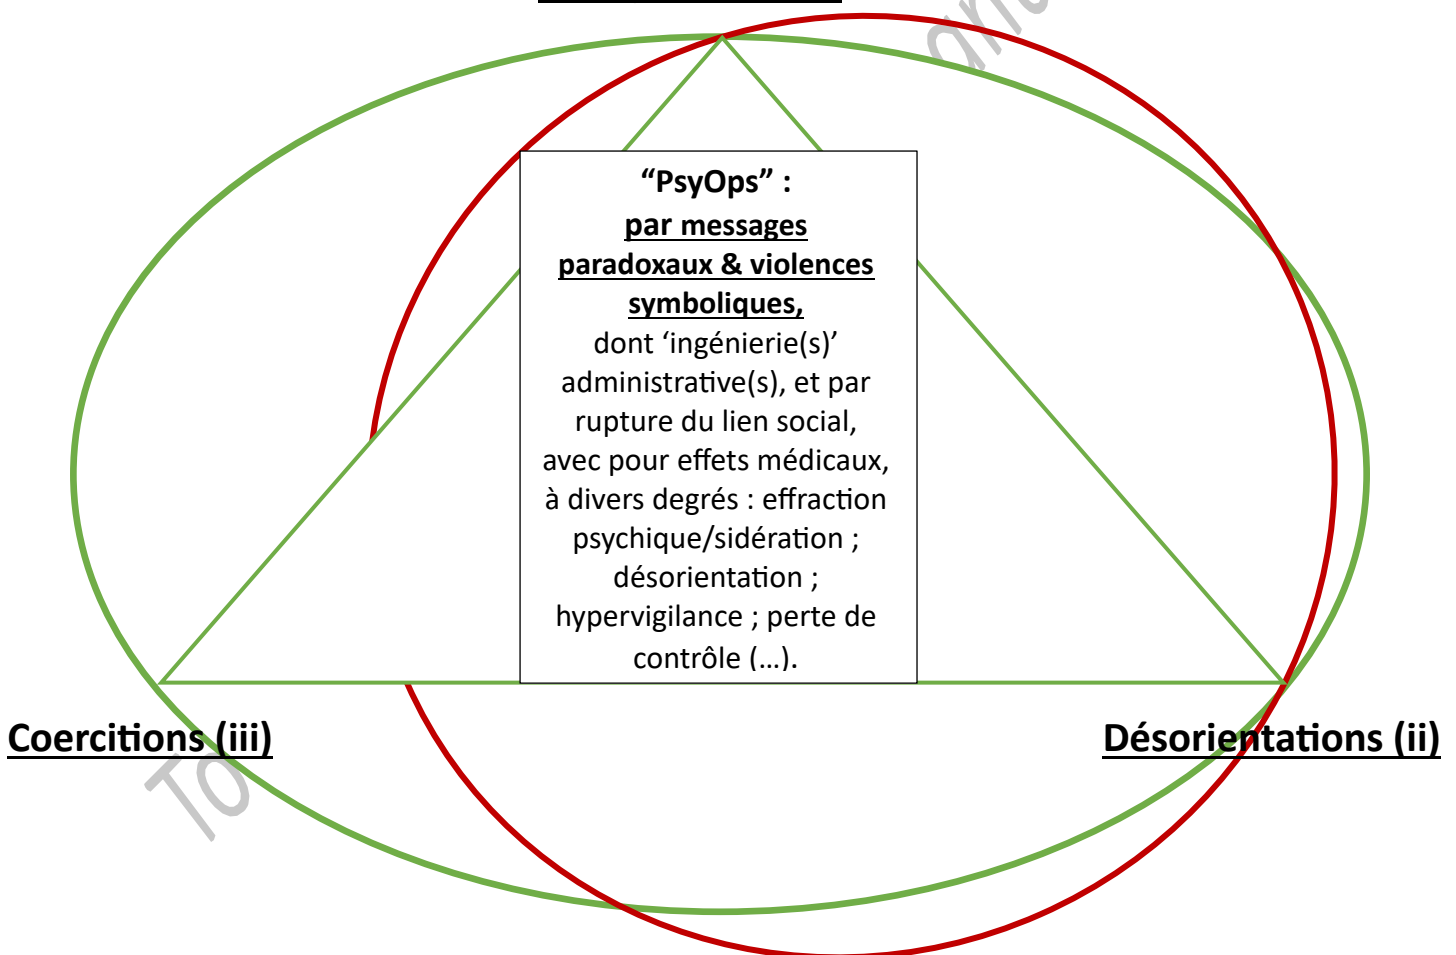 “PsyOps” :
par messages
paradoxaux & violences
symboliques,
dont ‘ingénierie(s)’
administrative(s), et par
rupture du lien social,
avec pour effets médicaux,
à divers degrés : effraction
psychique/sidération ;
désorientation ;
hypervigilance ; perte de
contrôle (…).
Coercitions (iii)
Désorientations (ii)